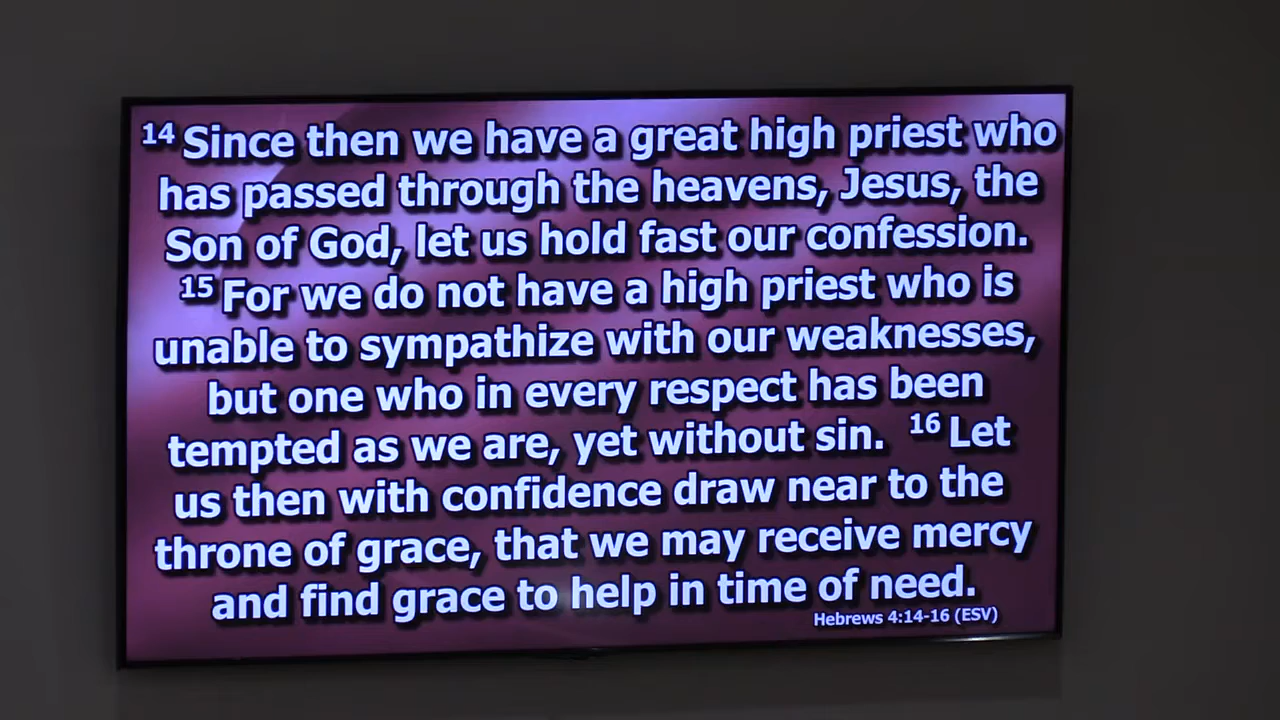 14 Since then we have a great high priest who
has passed through the heavens, Jesus, the
Son of God, let us hold fast our confession.
15 For we do not have a high priest who is
unable to sympathize with our weaknesses,
but one who in every respect has been
tempted as we are, yet without sin. 16 Let
us then with confidence draw near to the
throne of grace, that we may receive mercy
and find grace to help in time of need.
Hebrews 4:14-16 (ESV)